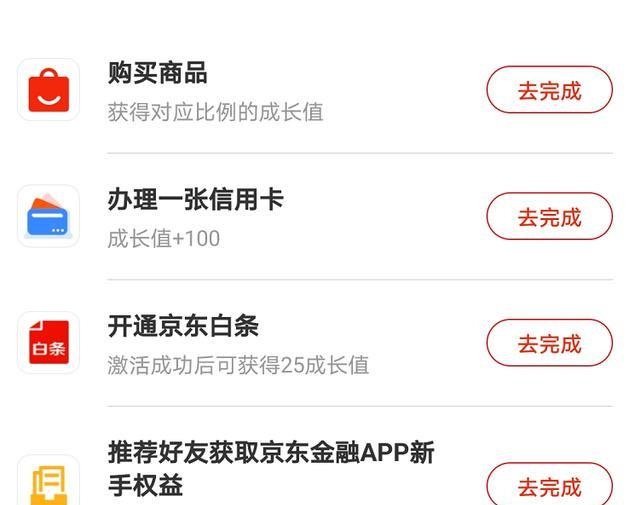 购买商品
去完成
获得对应比例的成长值
办理一张信用卡
去完成
成长值+100
开通京东白条
白条
去完成
激活成功后可获得25成长值
推荐好友获取京东金融APP新
手权益
去完成